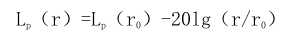 Lₚ (r) =Lₚ (r₀) -20lg (r/r₀)